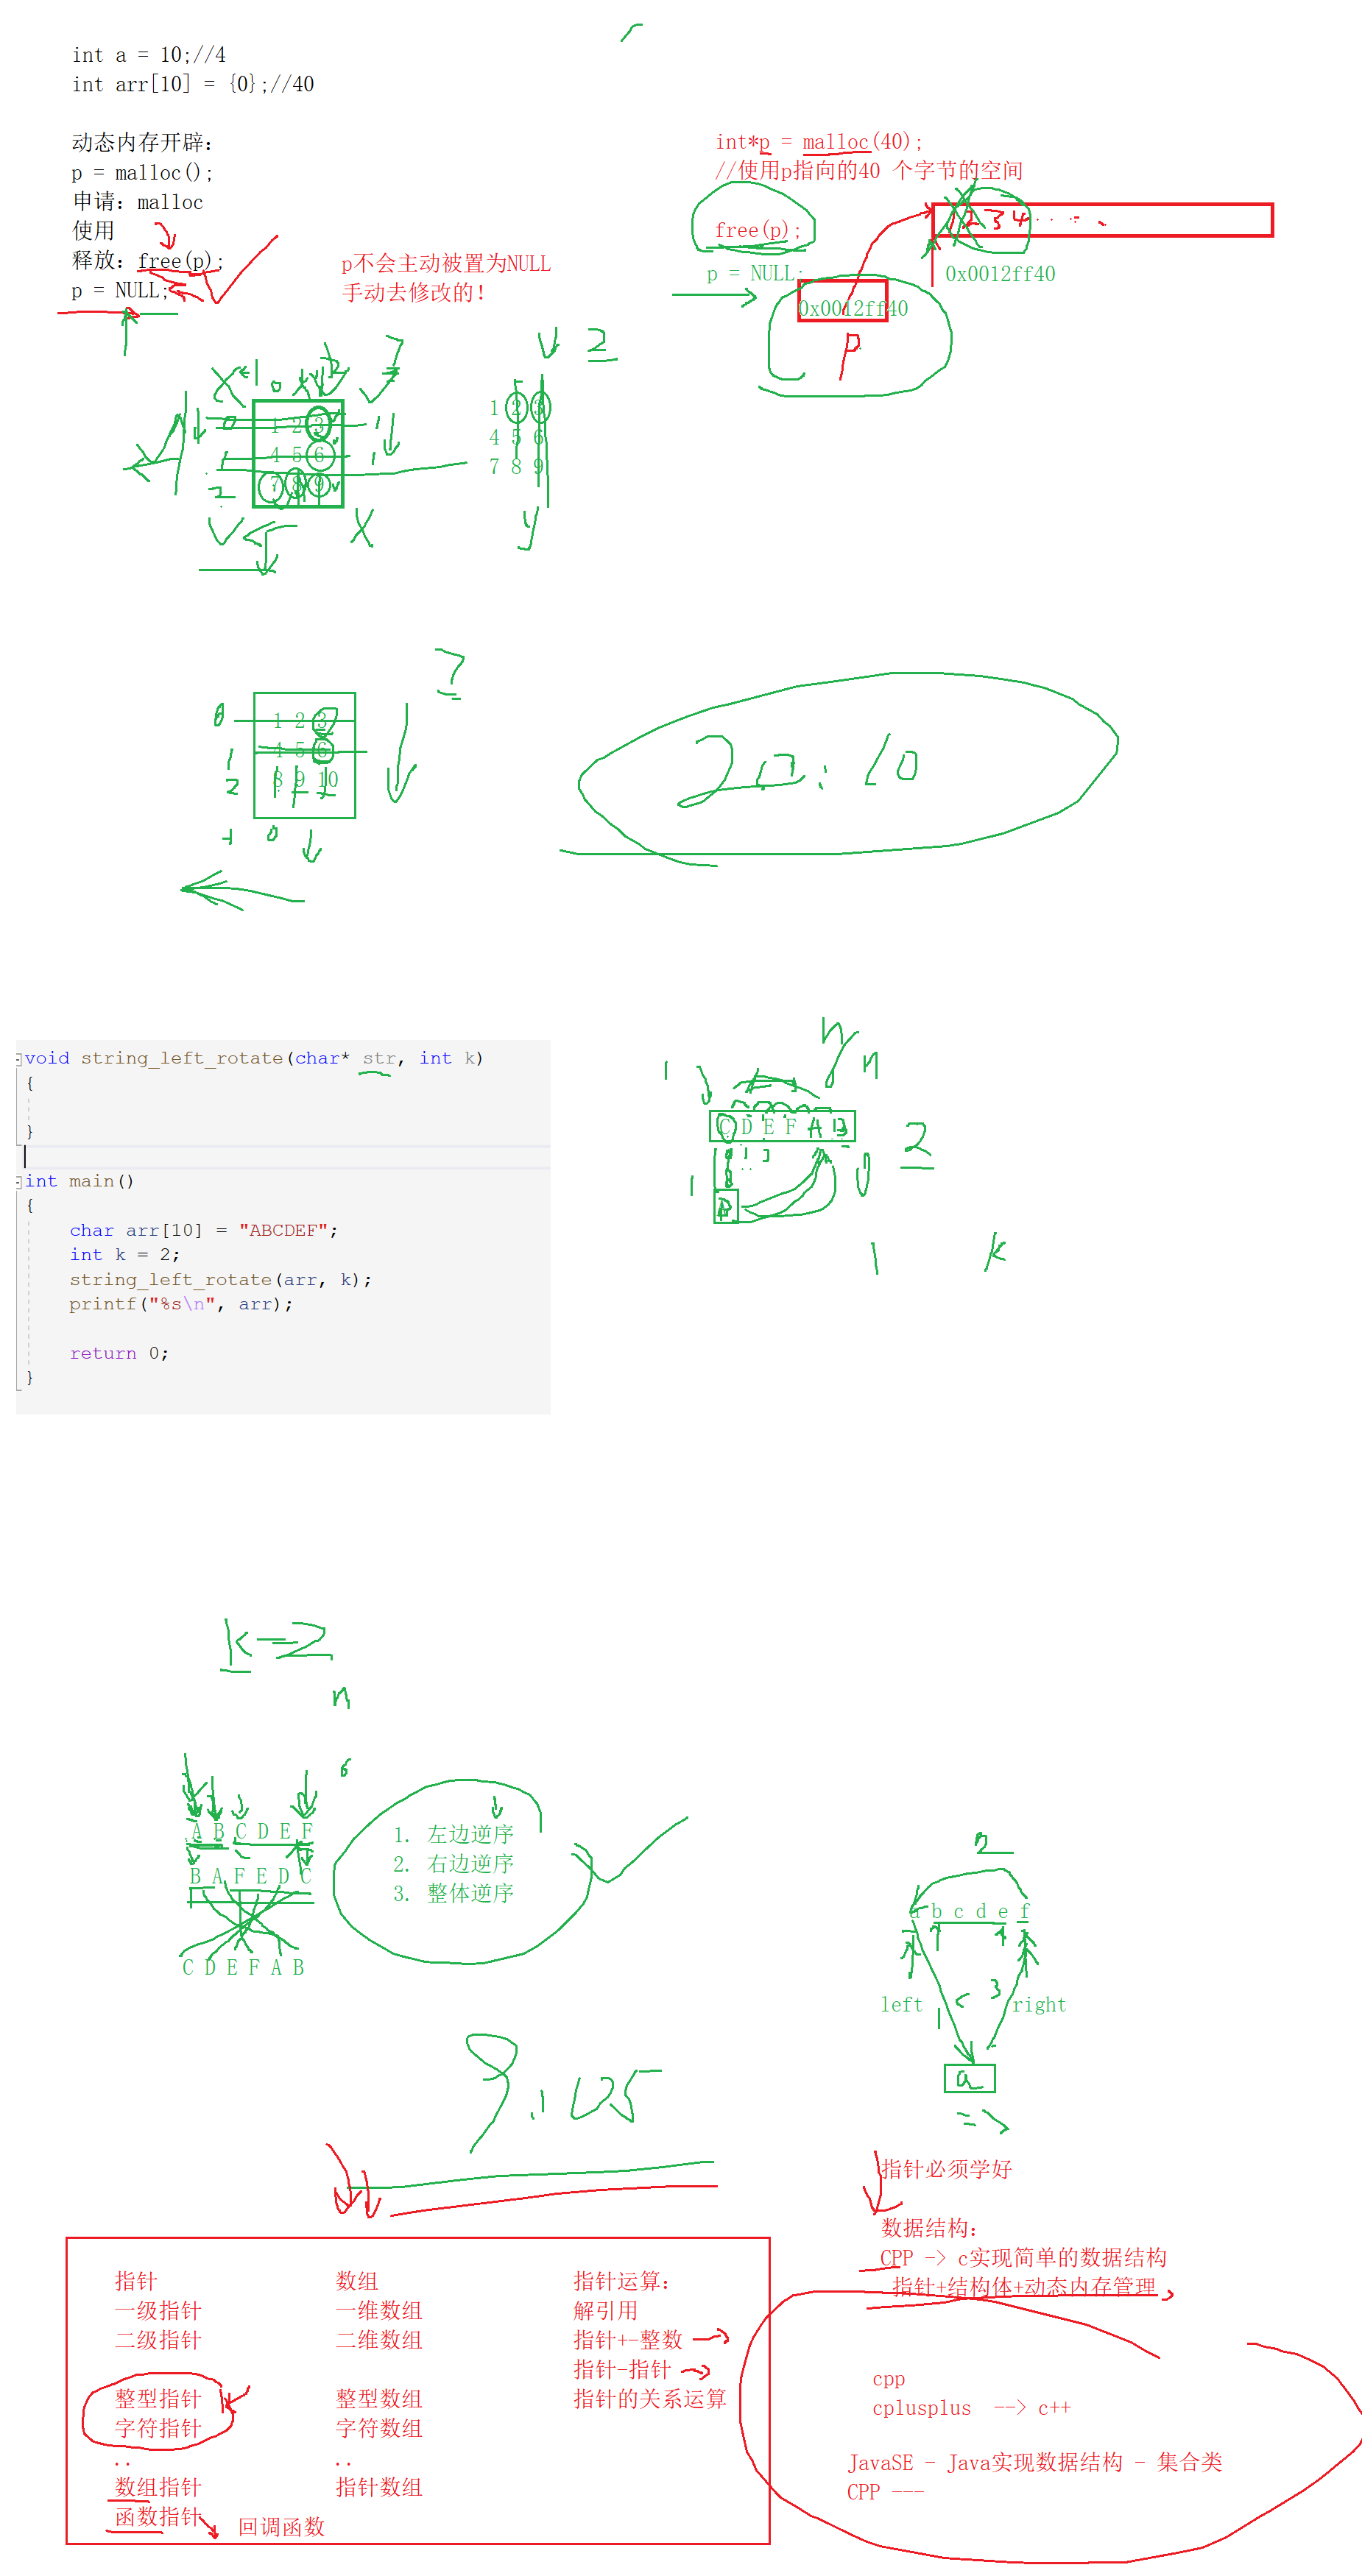 int a = 10;//4
int arr[10] = {0};//40
动态内存开辟:
p = malloc();
申请: malloc
使用
释放: free(p);
p = NULL;
p不会主动被置为NULL
手动去修改的!
int*p = malloc(40);
//使用p指向的40 个字节的空间
free(p);
p = NULL;
1 2 3 4 · · ·
0x0012ff40
0x0012ff40
p
1 2 3
4 5 6
7 8 9
0
1
2
7
X
2
1 2 3
4 5 6
7 8 9
y
7
0
1
2
1 2 3
4 5 6
8 9 10
-1 0
20:10
void string_left_rotate(char* str, int k)
{
}
int main()
{
char arr[10] = "ABCDEF";
int k = 2;
string_left_rotate(arr, k);
printf("%s\n", arr);
return 0;
}
1
n
C D E F A B
2
1
1 k
k=2
n
6
A B C D E F
B A F E D C
C D E F A B
1. 左边逆序
2. 右边逆序
3. 整体逆序
2
a b c d e f
left < right
1 3
a
=>
指针必须学好
数据结构:
CPP -> c实现简单的数据结构
指针+结构体+动态内存管理
指针 数组 指针运算:
一级指针 一维数组 解引用
二级指针 二维数组 指针+-整数
指针-指针
整型指针 整型数组 指针的关系运算
字符指针 字符数组
.. ..
数组指针 指针数组
函数指针 回调函数
cpp
cplusplus --> c++
JavaSE - Java实现数据结构 - 集合类
CPP ---